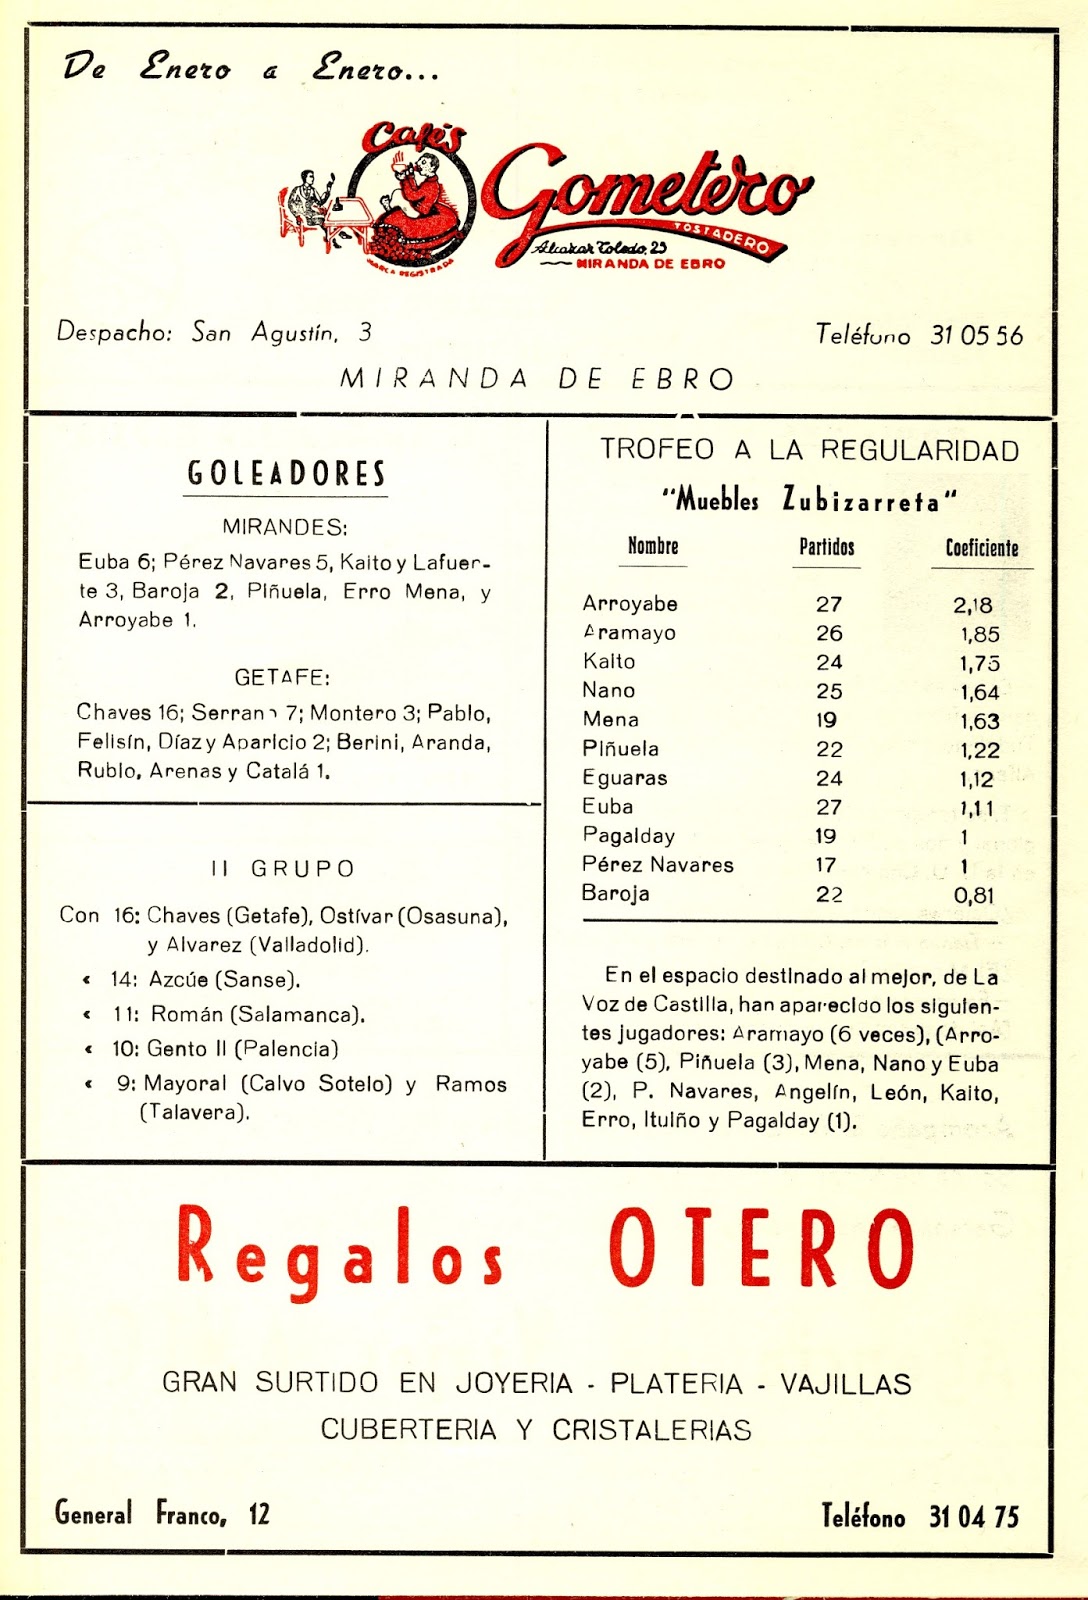 De Enero a Enero...
Cafés
Gometero
TOSTADERO
Alcazar Toledo, 23
MIRANDA DE EBRO
MARCA REGISTRADA
Despacho: San Agustín, 3
Teléfono 31 05 56
MIRANDA DE EBRO
GOLEADORES
MIRANDES:
Euba 6; Pérez Navares 5, Kaito y Lafuer-
te 3, Baroja 2, Piñuela, Erro Mena, y
Arroyabe 1.
GETAFE:
Chaves 16; Serrano 7; Montero 3; Pablo,
Felisín, Díaz y Aparicio 2; Berini, Aranda,
Rubio, Arenas y Catalá 1.
II GRUPO
Con 16: Chaves (Getafe), Ostívar (Osasuna),
y Alvarez (Valladolid).
« 14: Azcúe (Sanse).
« 11: Román (Salamanca).
« 10: Gento II (Palencia)
« 9: Mayoral (Calvo Sotelo) y Ramos
(Talavera).
TROFEO A LA REGULARIDAD
"Muebles Zubizarreta"
Nombre Partidos Coeficiente
Arroyabe 27 2,18
Aramayo 26 1,85
Kaito 24 1,75
Nano 25 1,64
Mena 19 1,63
Piñuela 22 1,22
Eguaras 24 1,12
Euba 27 1,11
Pagalday 19 1
Pérez Navares 17 1
Baroja 22 0,81
En el espacio destinado al mejor, de La
Voz de Castilla, han aparecido los siguien-
tes jugadores: Aramayo (6 veces), (Arro-
yabe (5), Piñuela (3), Mena, Nano y Euba
(2), P. Navares, Angelín, León, Kaito,
Erro, Ituiño y Pagalday (1).
Regalos OTERO
GRAN SURTIDO EN JOYERIA - PLATERIA - VAJILLAS
CUBERTERIA Y CRISTALERIAS
General Franco, 12
Teléfono 31 04 75